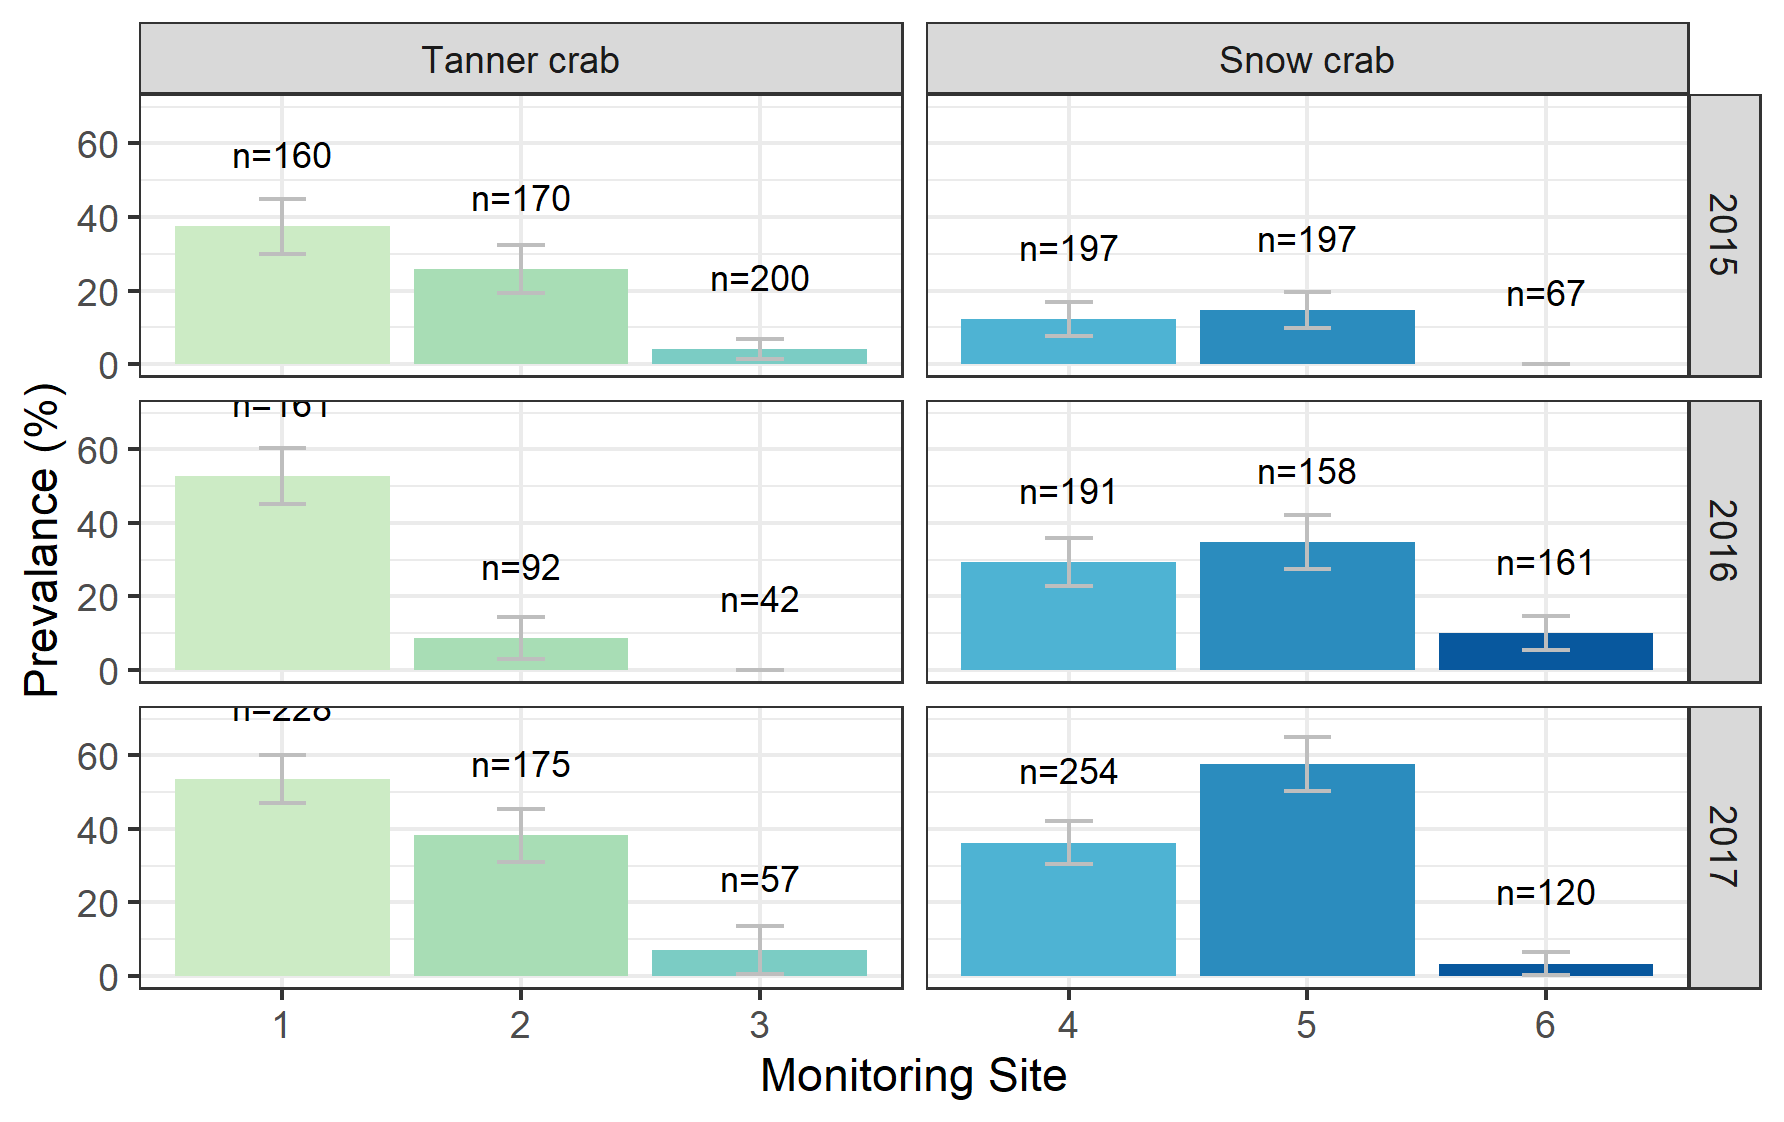 Tanner crab
Snow crab
60
40
20
0
n=160
n=170
n=200
n=197
n=197
n=67
2015
60
40
20
0
n=161
n=92
n=42
n=191
n=158
n=161
2016
60
40
20
0
n=228
n=175
n=57
n=254
n=120
2017
Prevalance (%)
1 2 3 4 5 6
Monitoring Site